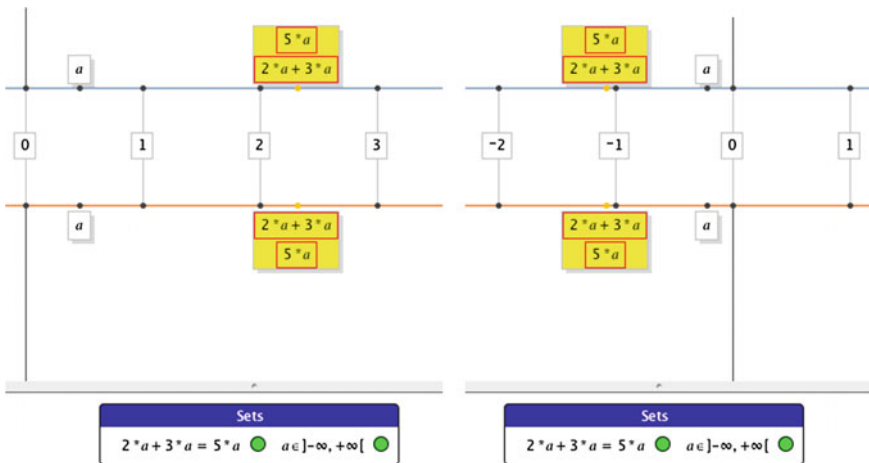 5 * a
2 * a + 3 * a
a
0
1
2
3
a
2 * a + 3 * a
5 * a
Sets
2 * a + 3 * a = 5 * a a ∈ ]-∞, +∞[
5 * a
2 * a + 3 * a
a
-2
-1
0
1
2 * a + 3 * a
a
5 * a
Sets
2 * a + 3 * a = 5 * a a ∈ ]-∞, +∞[